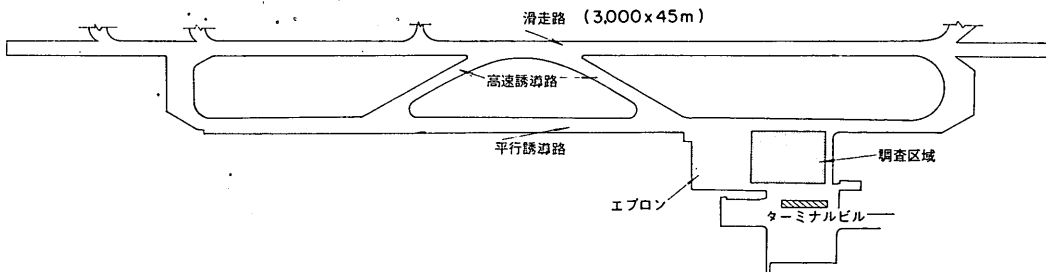 滑走路 (3,000x45m)
高速誘導路
平行誘導路
調査区域
エプロン
ターミナルビル